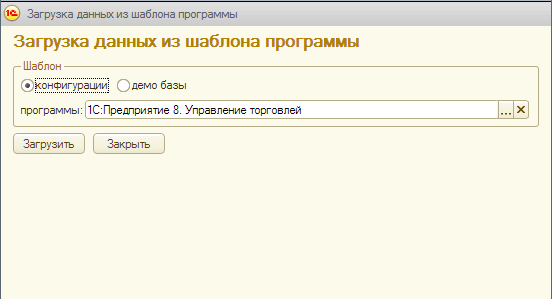 1С Загрузка данных из шаблона программы
Загрузка данных из шаблона программы
Шаблон
конфигурации демо базы
программы: 1С:Предприятие 8. Управление торговлей ... ×
Загрузить Закрыть